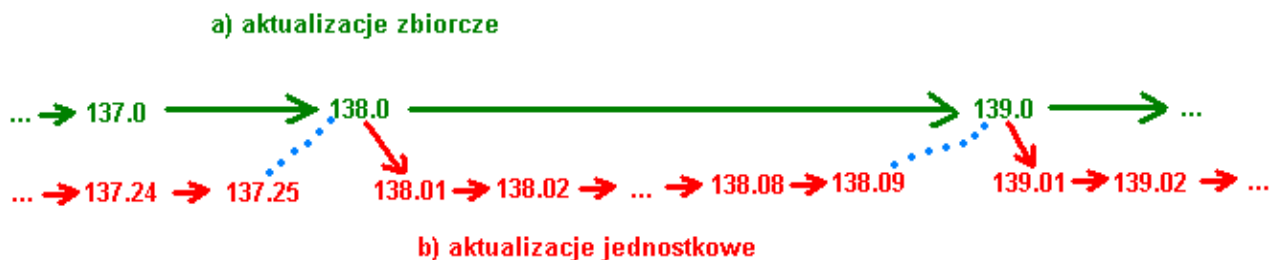 a) aktualizacje zbiorcze
... 137.0 138.0 139.0 ...
... 137.24 137.25 138.01 138.02 ... 138.08 138.09 139.01 139.02 ...
b) aktualizacje jednostkowe